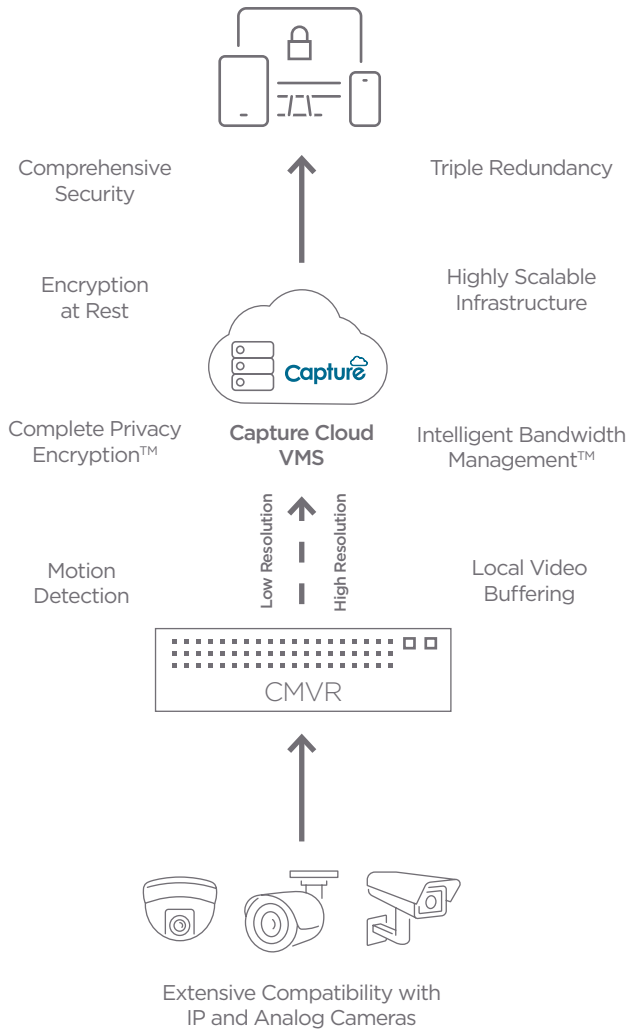 Comprehensive
Security
Triple Redundancy
Encryption
at Rest
Highly Scalable
Infrastructure
Capture
Complete Privacy
Encryption™
Capture Cloud
VMS
Intelligent Bandwidth
Management™
Low Resolution
High Resolution
Motion
Detection
Local Video
Buffering
CMVR
Extensive Compatibility with
IP and Analog Cameras